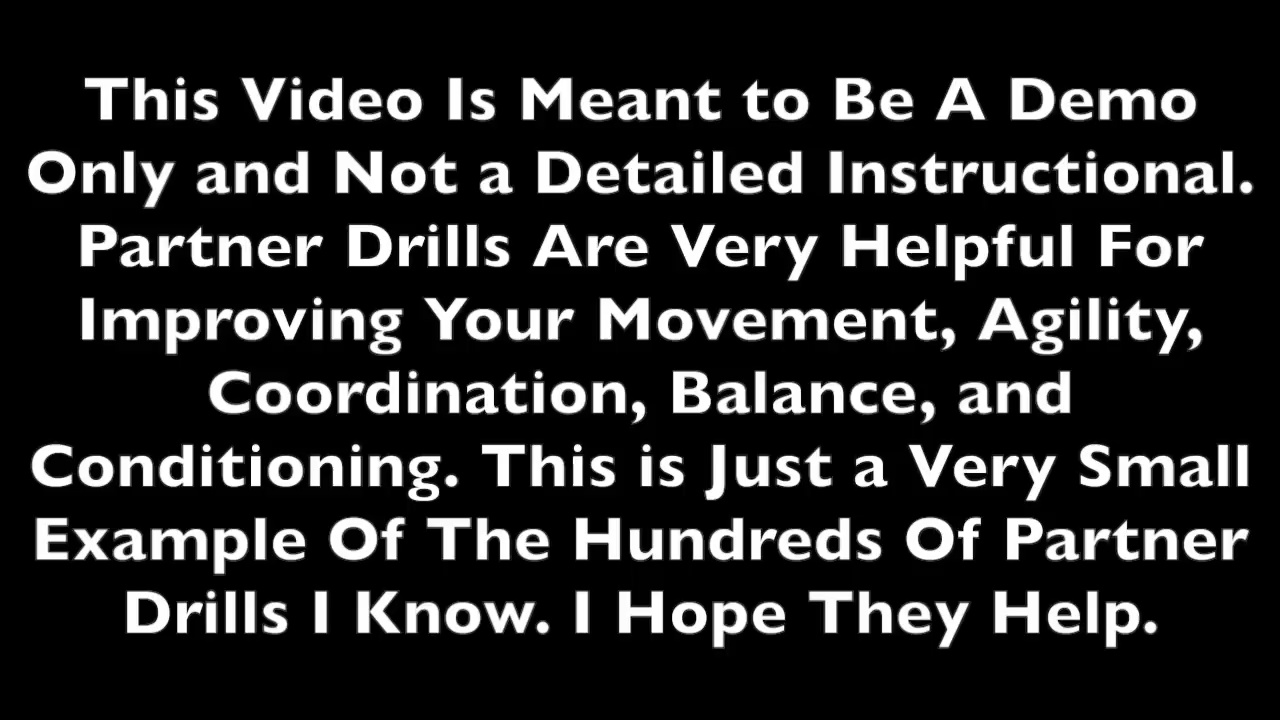 This Video Is Meant to Be A Demo
Only and Not a Detailed Instructional.
Partner Drills Are Very Helpful For
Improving Your Movement, Agility,
Coordination, Balance, and
Conditioning. This is Just a Very Small
Example Of The Hundreds Of Partner
Drills I Know. I Hope They Help.